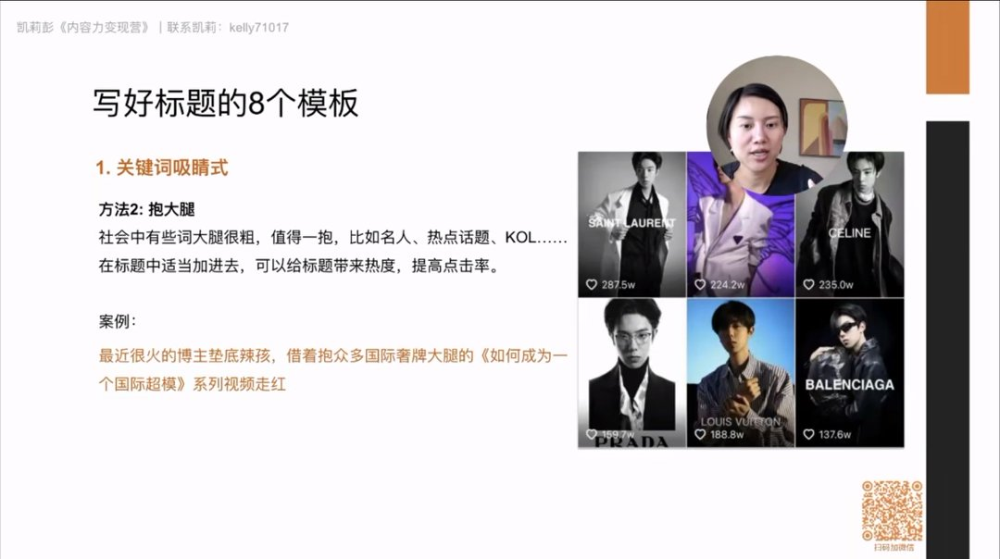 凯莉彭《内容力变现营》｜联系凯莉：kelly71017
写好标题的8个模板
1. 关键词吸睛式
方法2: 抱大腿
社会中有些词大腿很粗，值得一抱，比如名人、热点话题、KOL……
在标题中适当加进去，可以给标题带来热度，提高点击率。
案例：
最近很火的博主垫底辣孩，借着抱众多国际奢牌大腿的《如何成为一
个国际超模》系列视频走红
SAINT LAURENT
CELINE
287.5w
224.2w
235.0w
BALENCIAGA
LOUIS VUITTON
159.7w
188.8w
137.6w
PRADA
扫码加微信